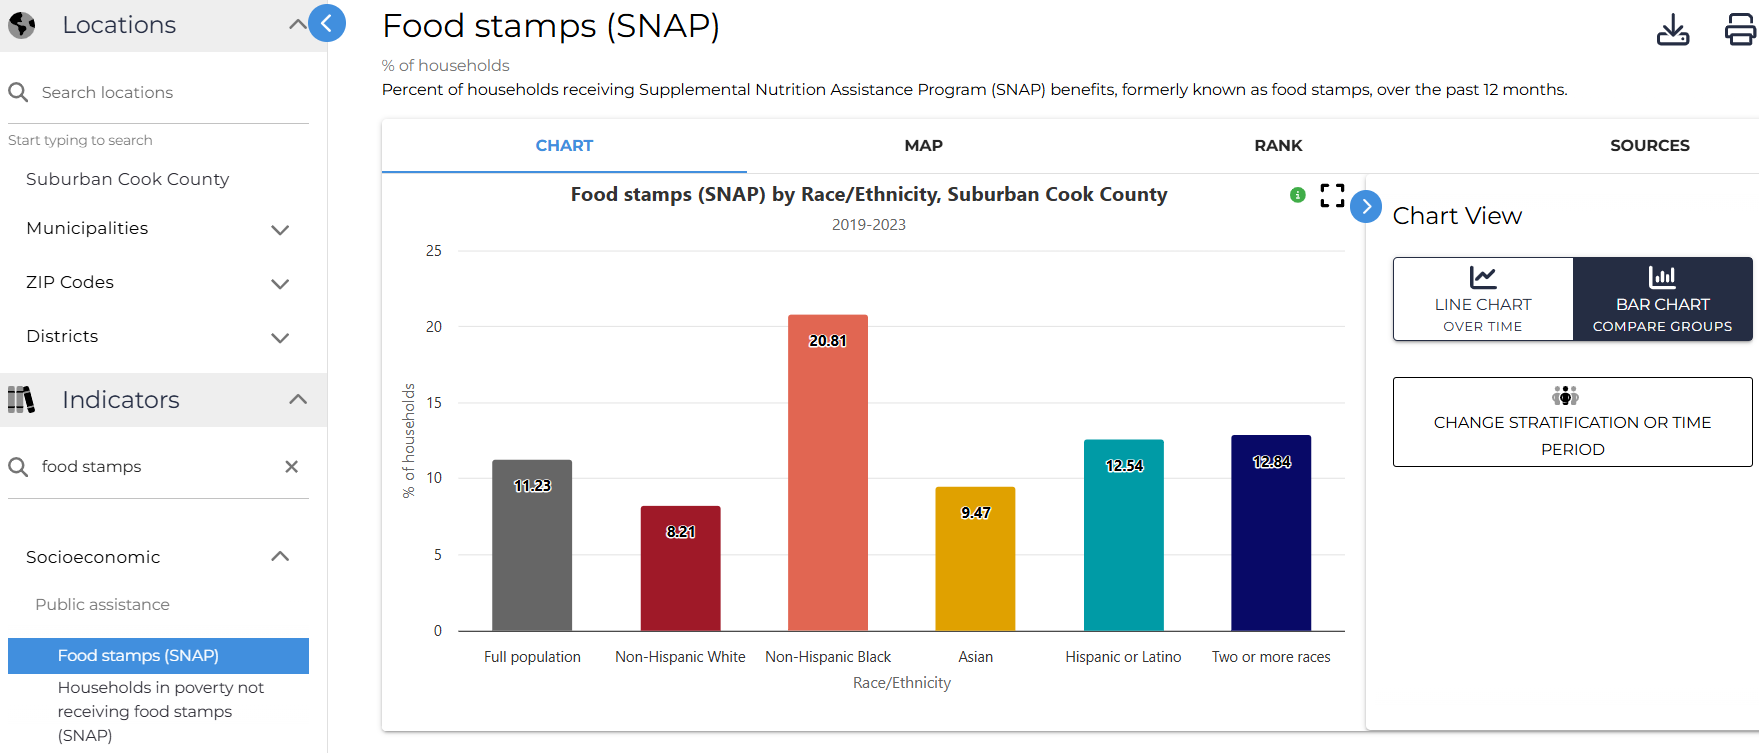 Locations
Search locations
Start typing to search
Suburban Cook County
Municipalities
ZIP Codes
Districts
Indicators
food stamps
Socioeconomic
Public assistance
Food stamps (SNAP)
Households in poverty not
receiving food stamps
(SNAP)
Food stamps (SNAP)
% of households
Percent of households receiving Supplemental Nutrition Assistance Program (SNAP) benefits, formerly known as food stamps, over the past 12 months.
CHART MAP RANK SOURCES
Food stamps (SNAP) by Race/Ethnicity, Suburban Cook County
2019-2023
% of households
25
20
15
10
5
0
11.23
8.21
20.81
9.47
12.54
12.84
Full population Non-Hispanic White Non-Hispanic Black Asian Hispanic or Latino Two or more races
Race/Ethnicity
Chart View
LINE CHART
OVER TIME
BAR CHART
COMPARE GROUPS
CHANGE STRATIFICATION OR TIME
PERIOD